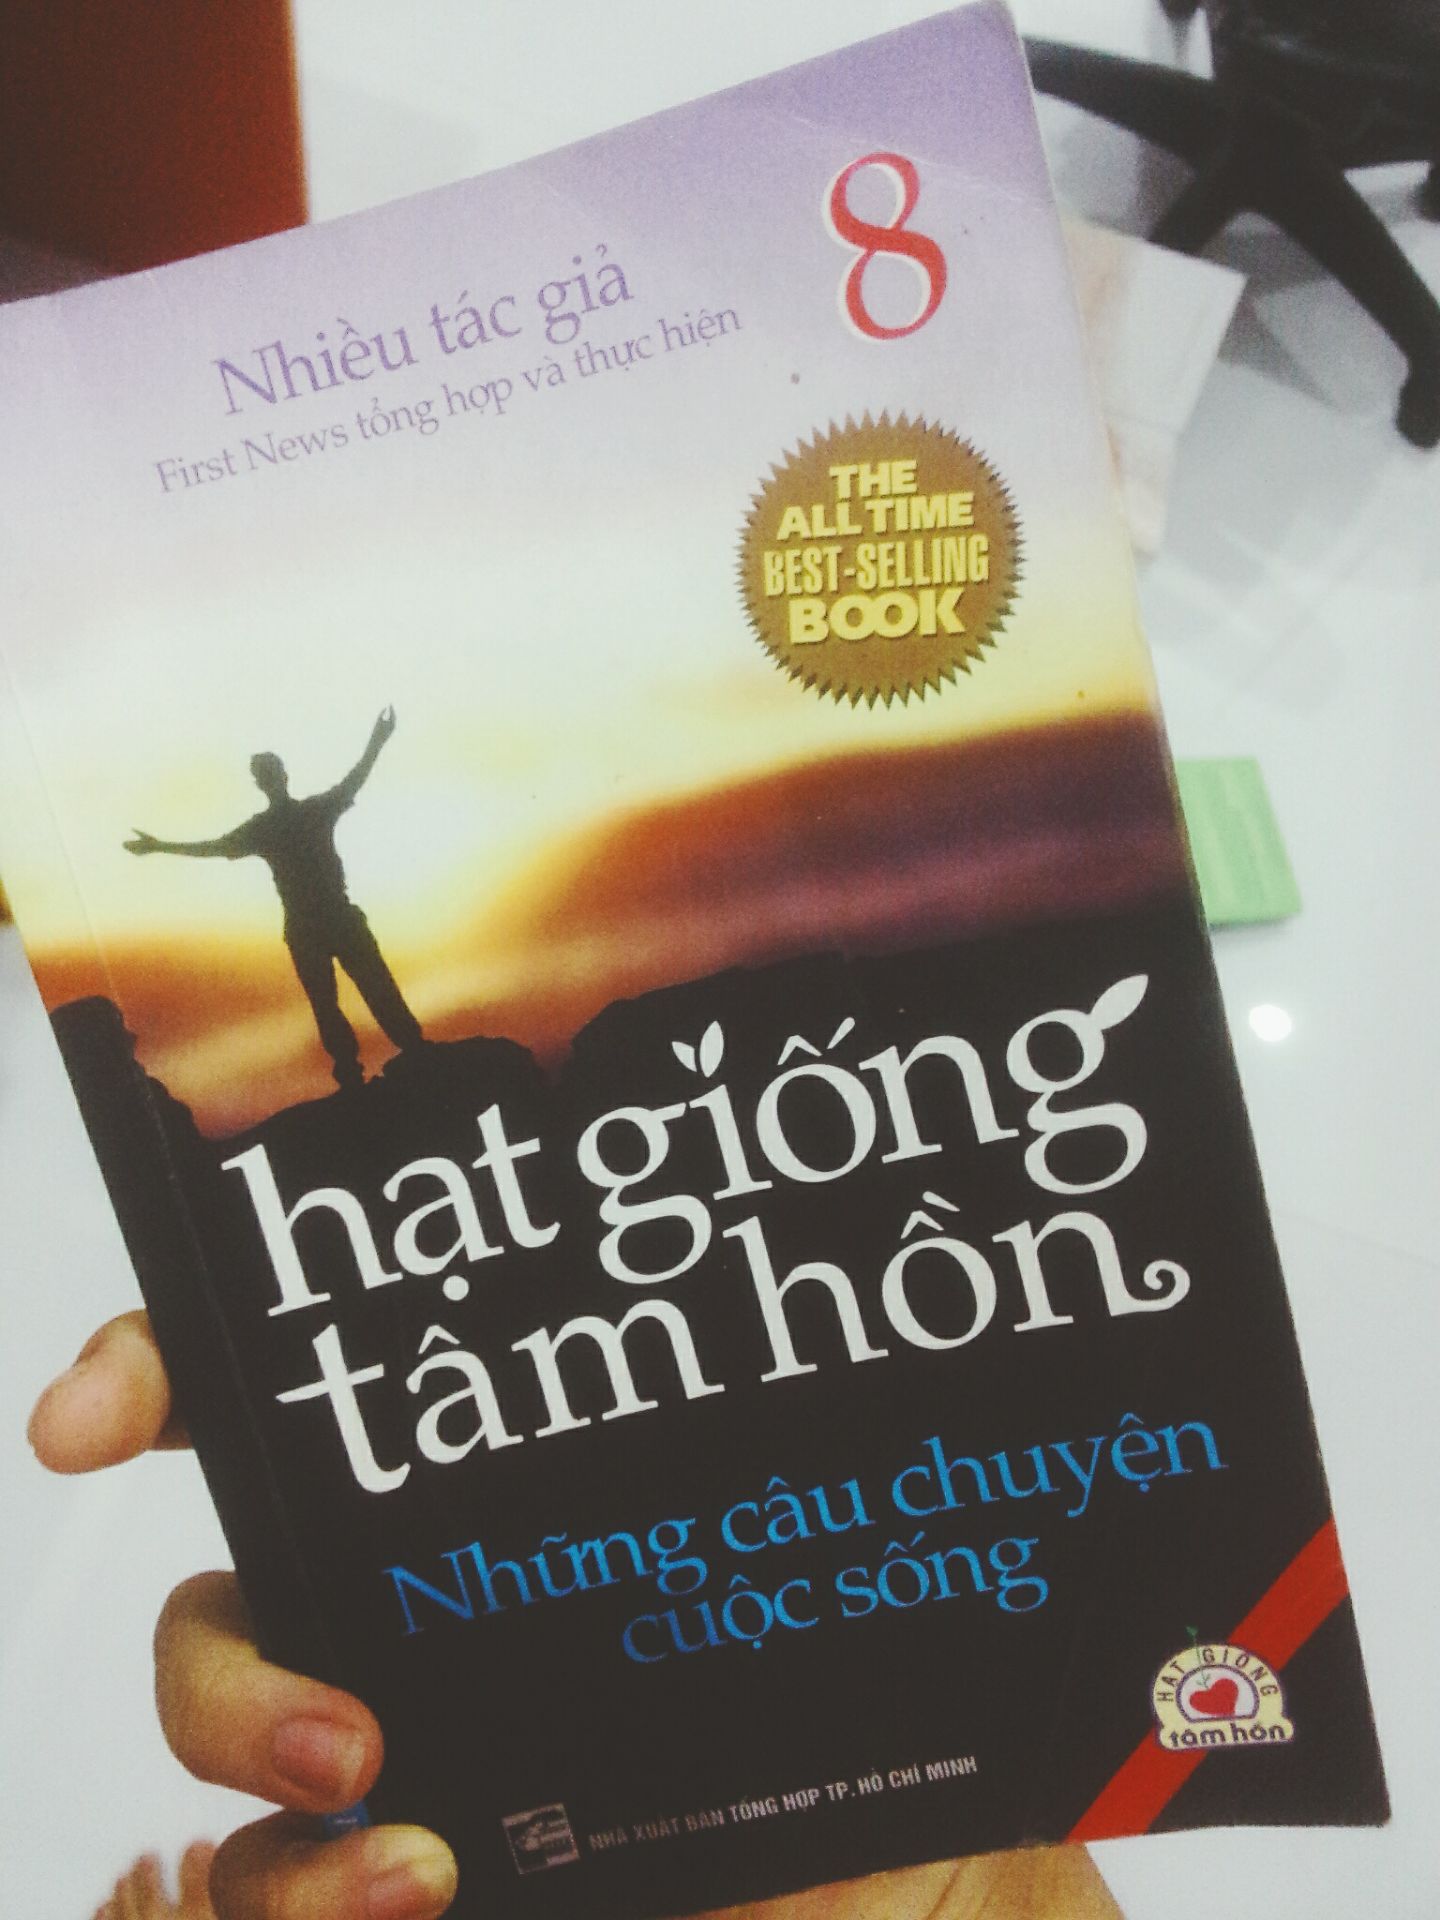 8
Nhiều tác giả
First News tổng hợp và thực hiện
THE
ALL TIME
BEST-SELLING
BOOK
hạt giống
tâm hồn
Những câu chuyện
cuộc sống
HẠT GIỐNG
tâm hồn
NHÀ XUẤT BẢN TỔNG HỢP TP. HỒ CHÍ MINH